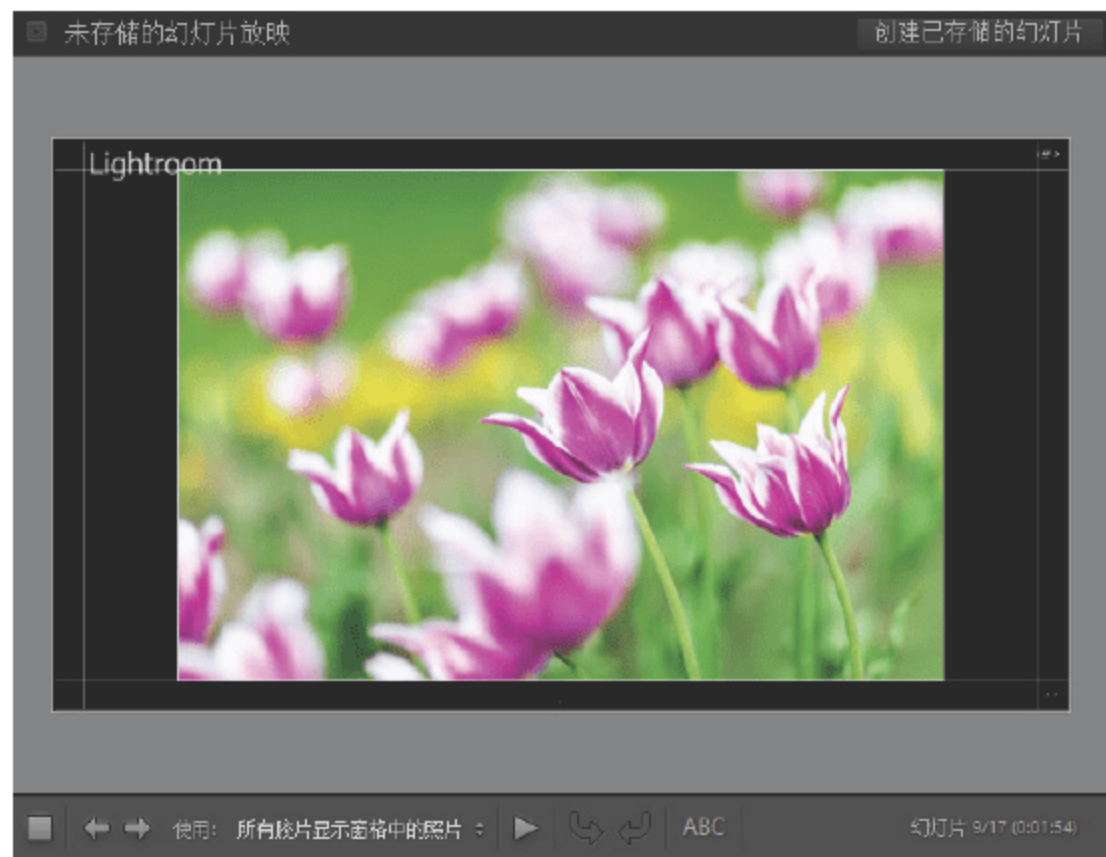 未存储的幻灯片放映
创建已存储的幻灯片
Lightroom
使用: 所有胶片显示窗格中的照片
ABC
幻灯片 9/17 (0:01:54)